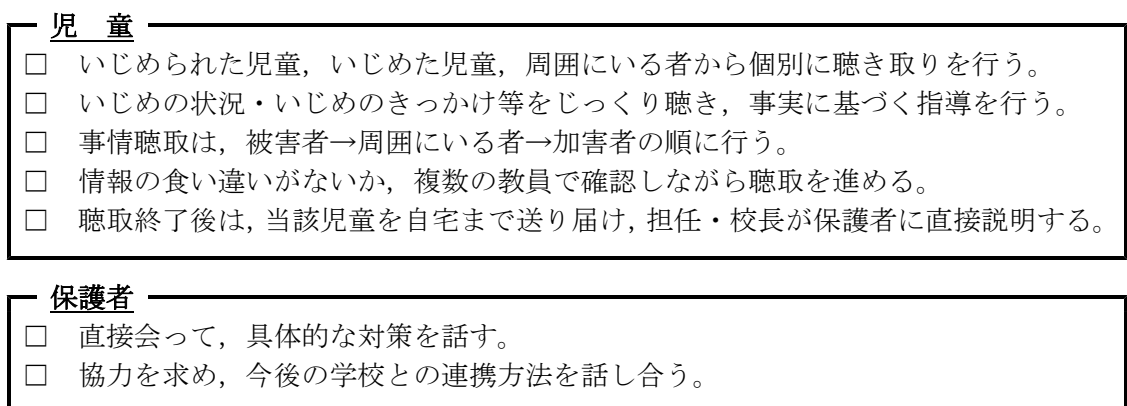 児　童
□　いじめられた児童，いじめた児童，周囲にいる者から個別に聴き取りを行う。
□　いじめの状況・いじめのきっかけ等をじっくり聴き，事実に基づく指導を行う。
□　事情聴取は，被害者→周囲にいる者→加害者の順に行う。
□　情報の食い違いがないか，複数の教員で確認しながら聴取を進める。
□　聴取終了後は,当該児童を自宅まで送り届け,担任・校長が保護者に直接説明する。
保護者
□　直接会って，具体的な対策を話す。
□　協力を求め，今後の学校との連携方法を話し合う。